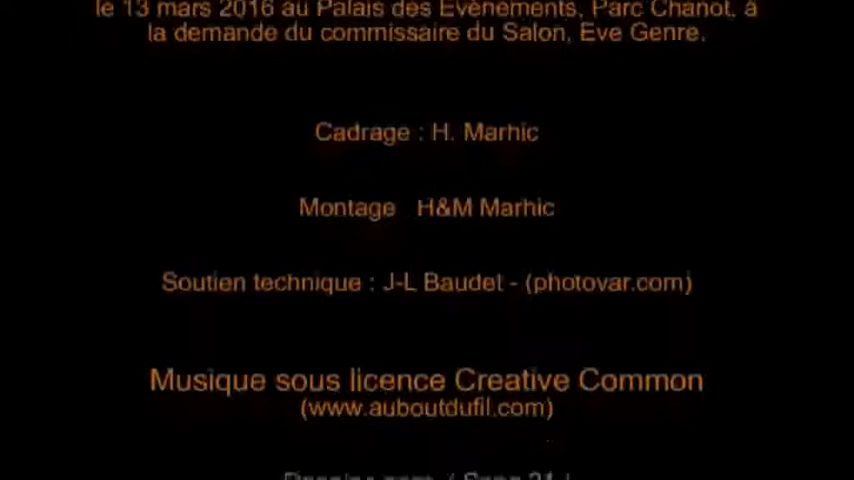 le 13 mars 2016 au Palais des Evènements, Parc Chanot, à
la demande du commissaire du Salon, Eve Genre.
Cadrage : H. Marhic
Montage H&M Marhic
Soutien technique : J-L Baudet - (photovar.com)
Musique sous licence Creative Common
(www.auboutdufil.com)